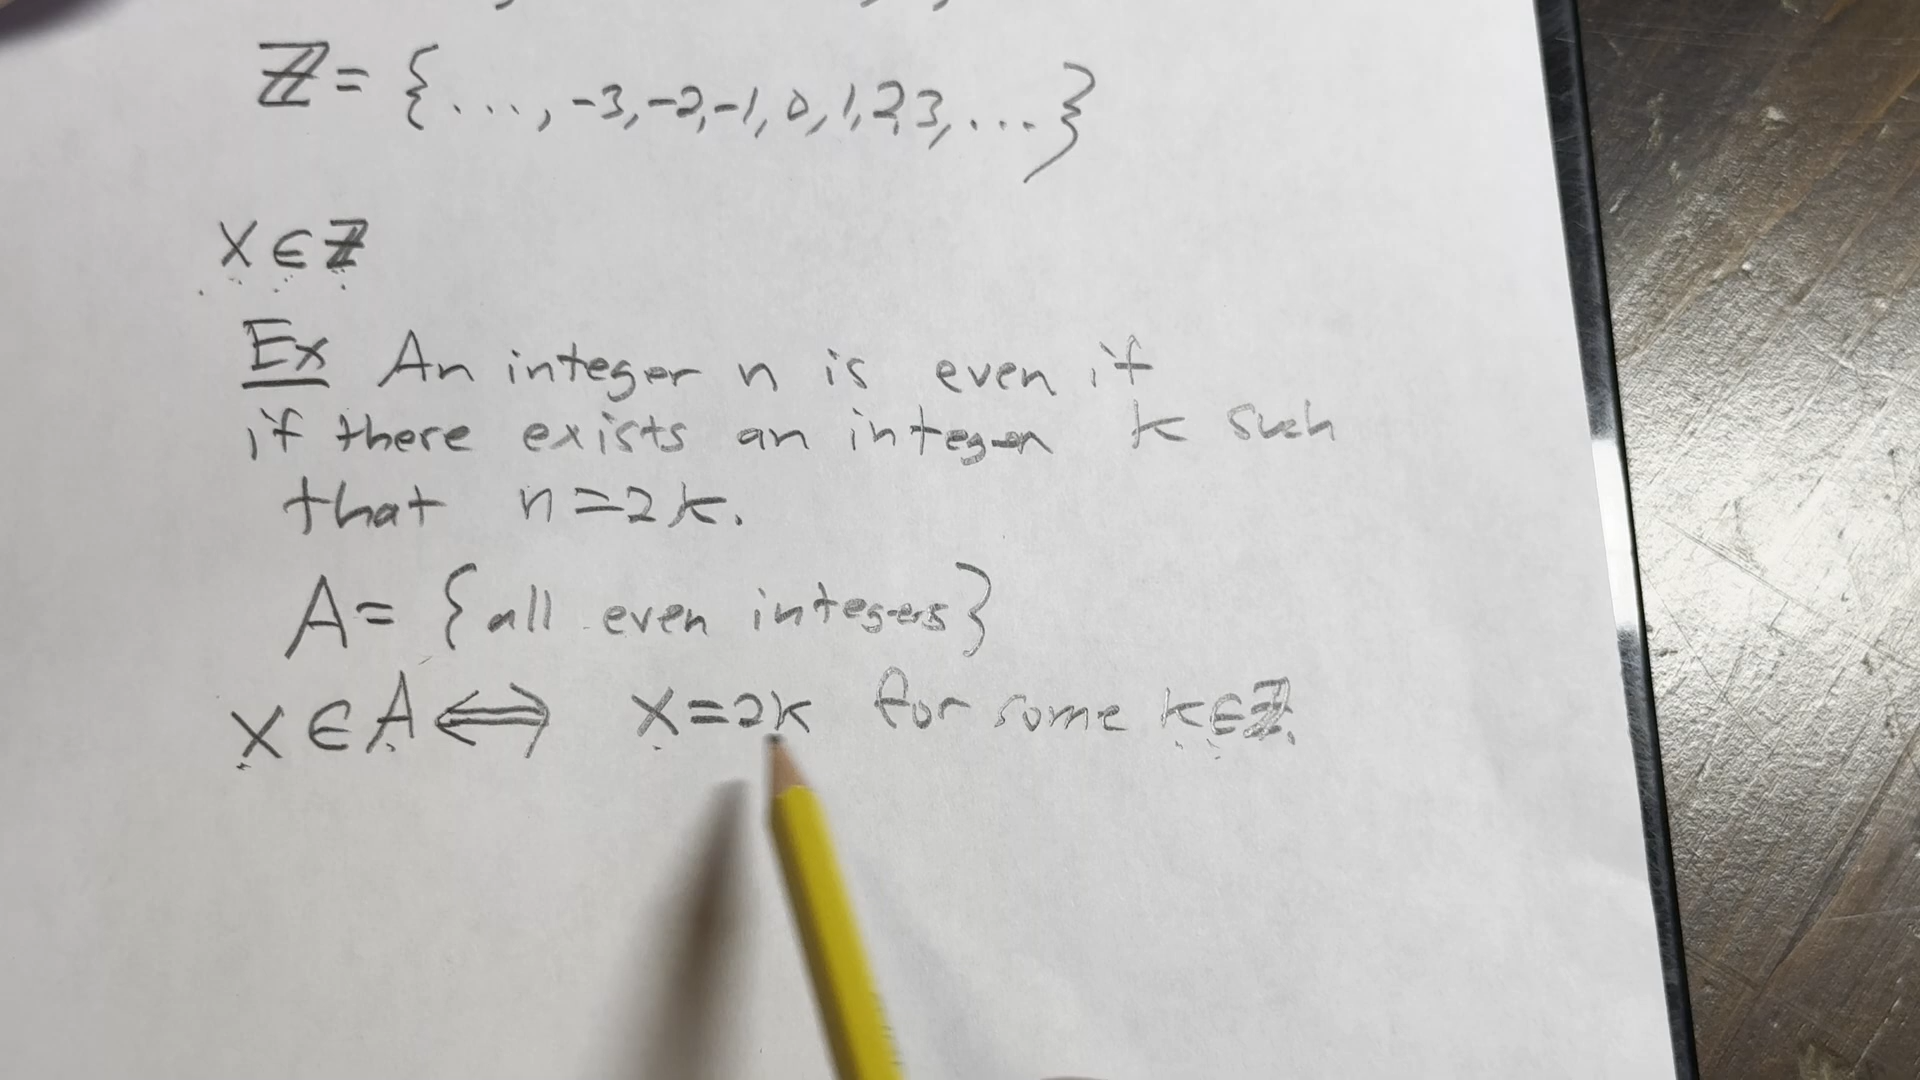 ℤ = {..., -3, -2, -1, 0, 1, 2, 3, ...}
X ∈ ℤ
Ex An integer n is even if
if there exists an integer k such
that n=2k.
A = {all even integers}
X ∈ A ⟺ X=2k for some k∈ℤ.